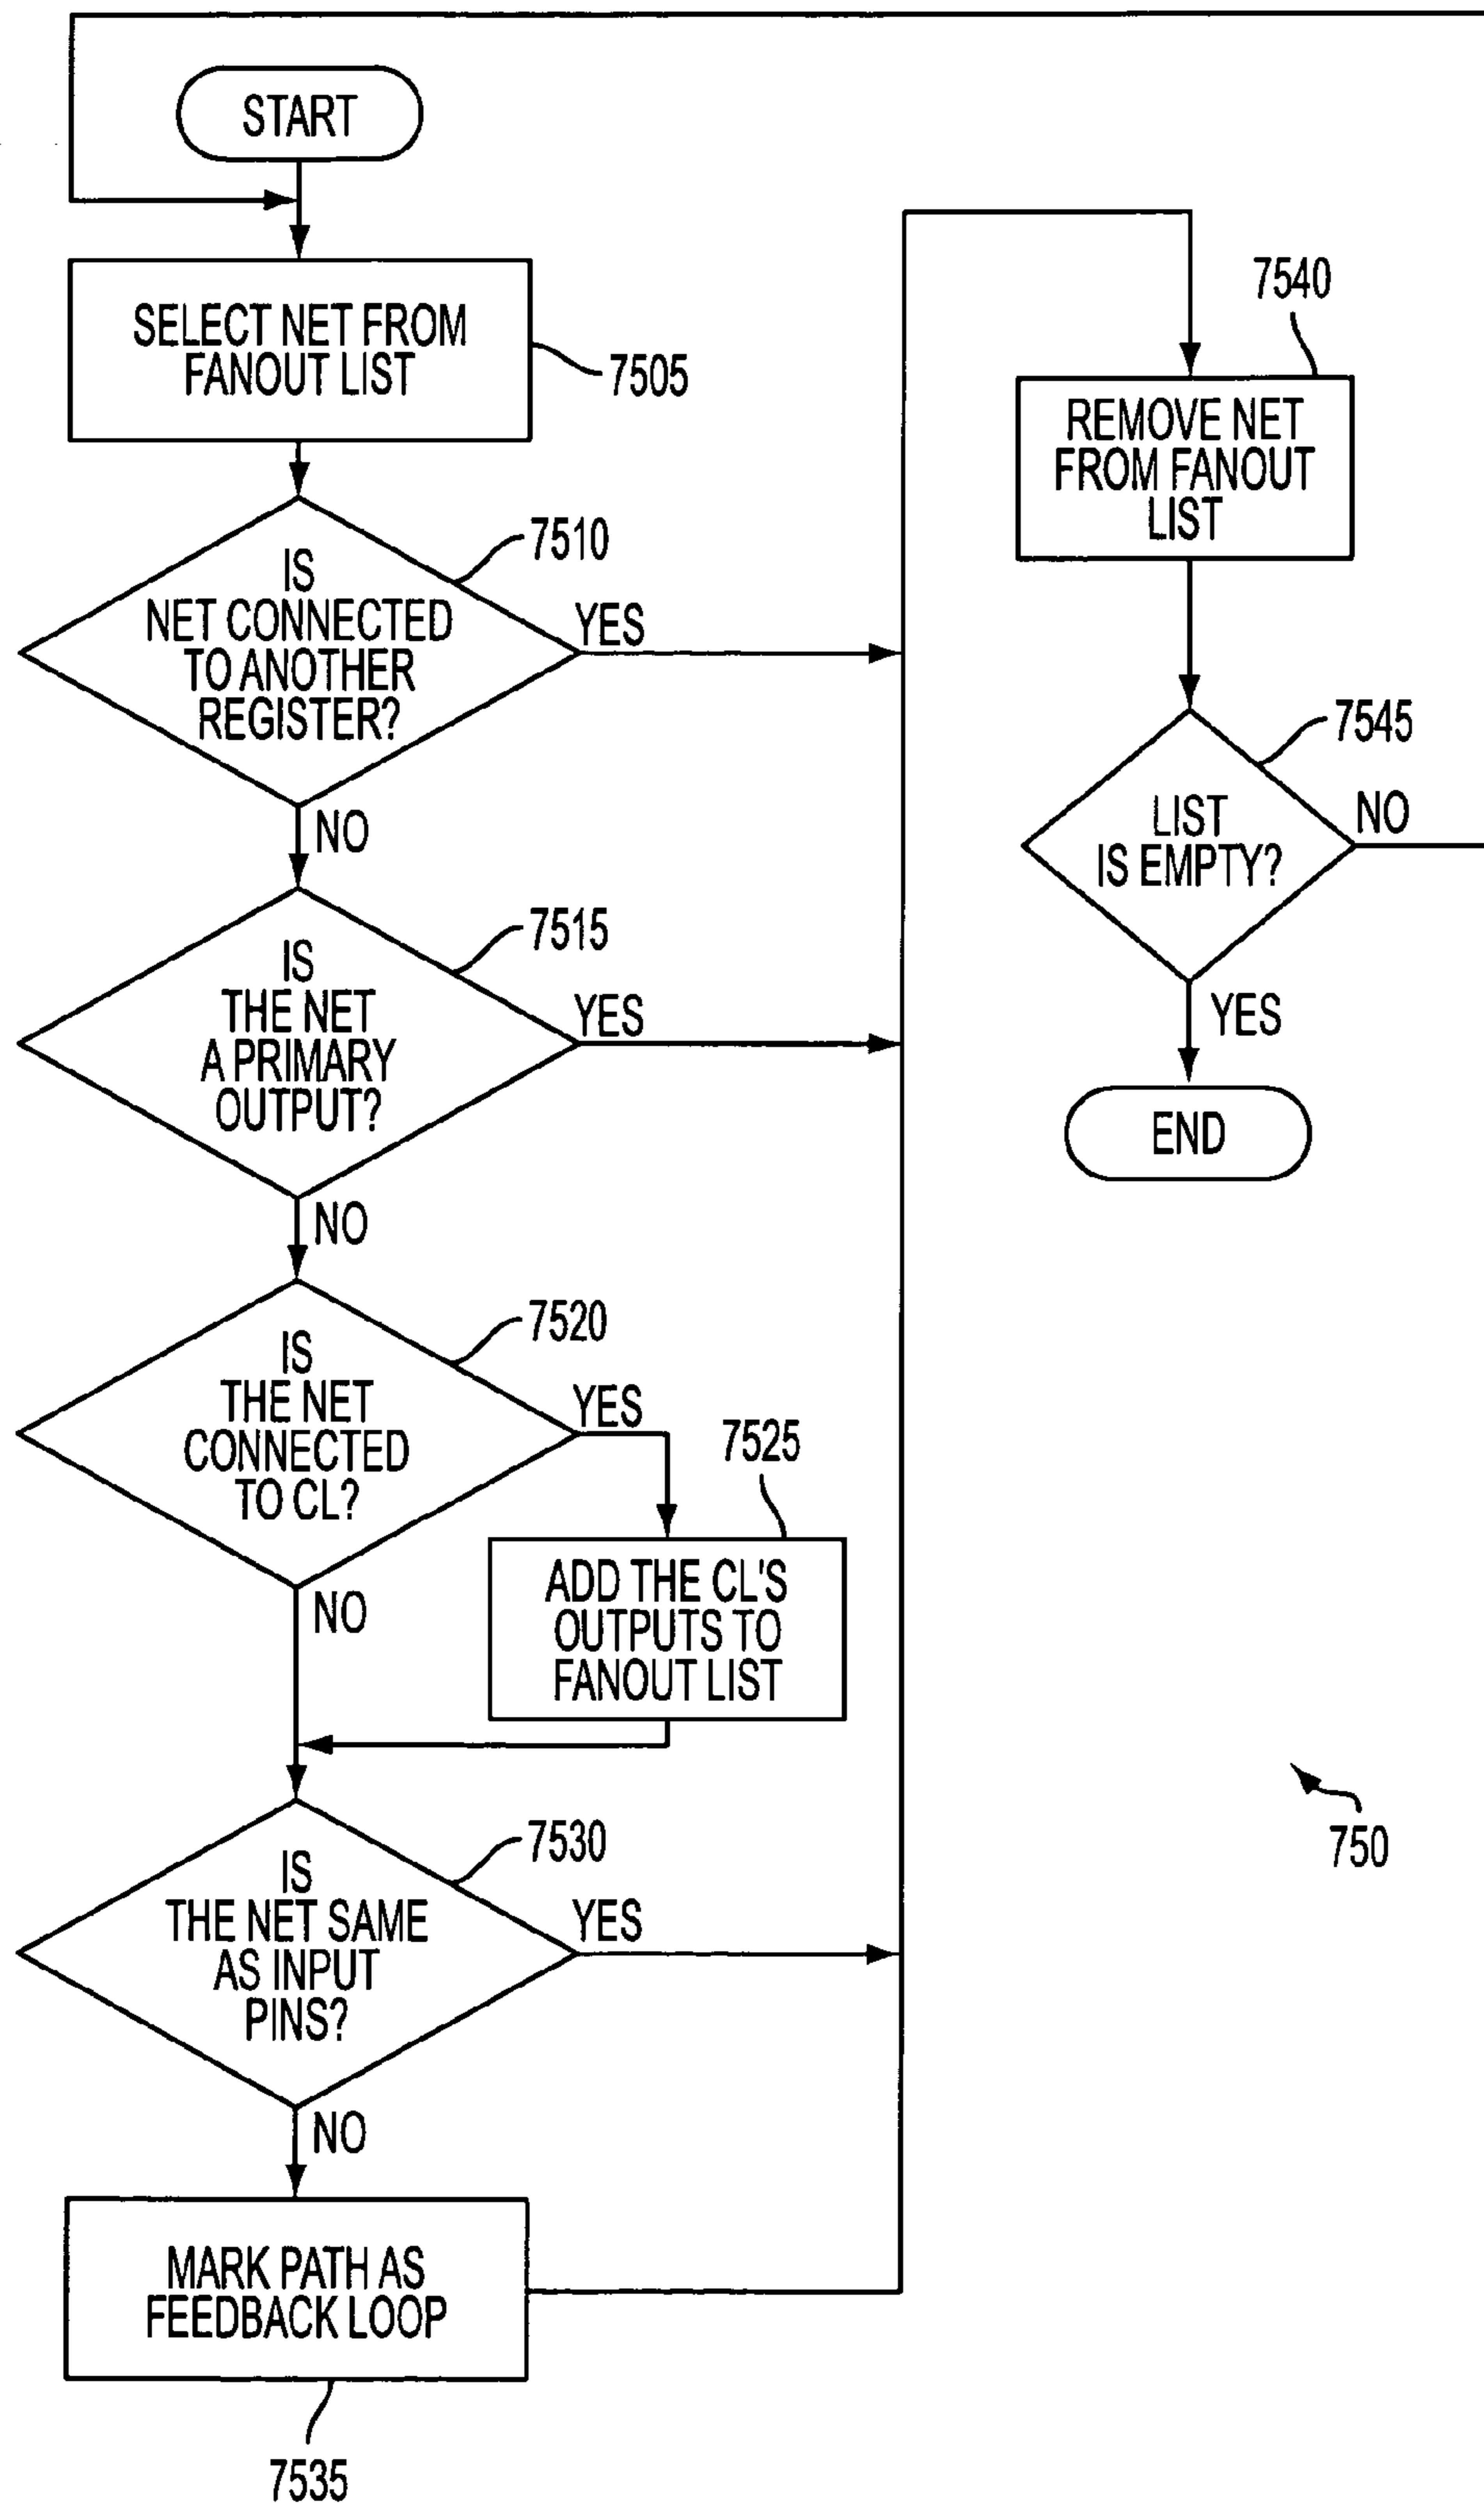 START
SELECT NET FROM
FANOUT LIST
7505
7510
IS
NET CONNECTED
TO ANOTHER
REGISTER?
YES
NO
7515
IS
THE NET
A PRIMARY
OUTPUT?
YES
NO
7520
IS
THE NET
CONNECTED
TO CL?
YES
NO
7525
ADD THE CL'S
OUTPUTS TO
FANOUT LIST
7530
IS
THE NET SAME
AS INPUT
PINS?
YES
NO
MARK PATH AS
FEEDBACK LOOP
7535
7540
REMOVE NET
FROM FANOUT
LIST
7545
LIST
IS EMPTY?
NO
YES
END
750